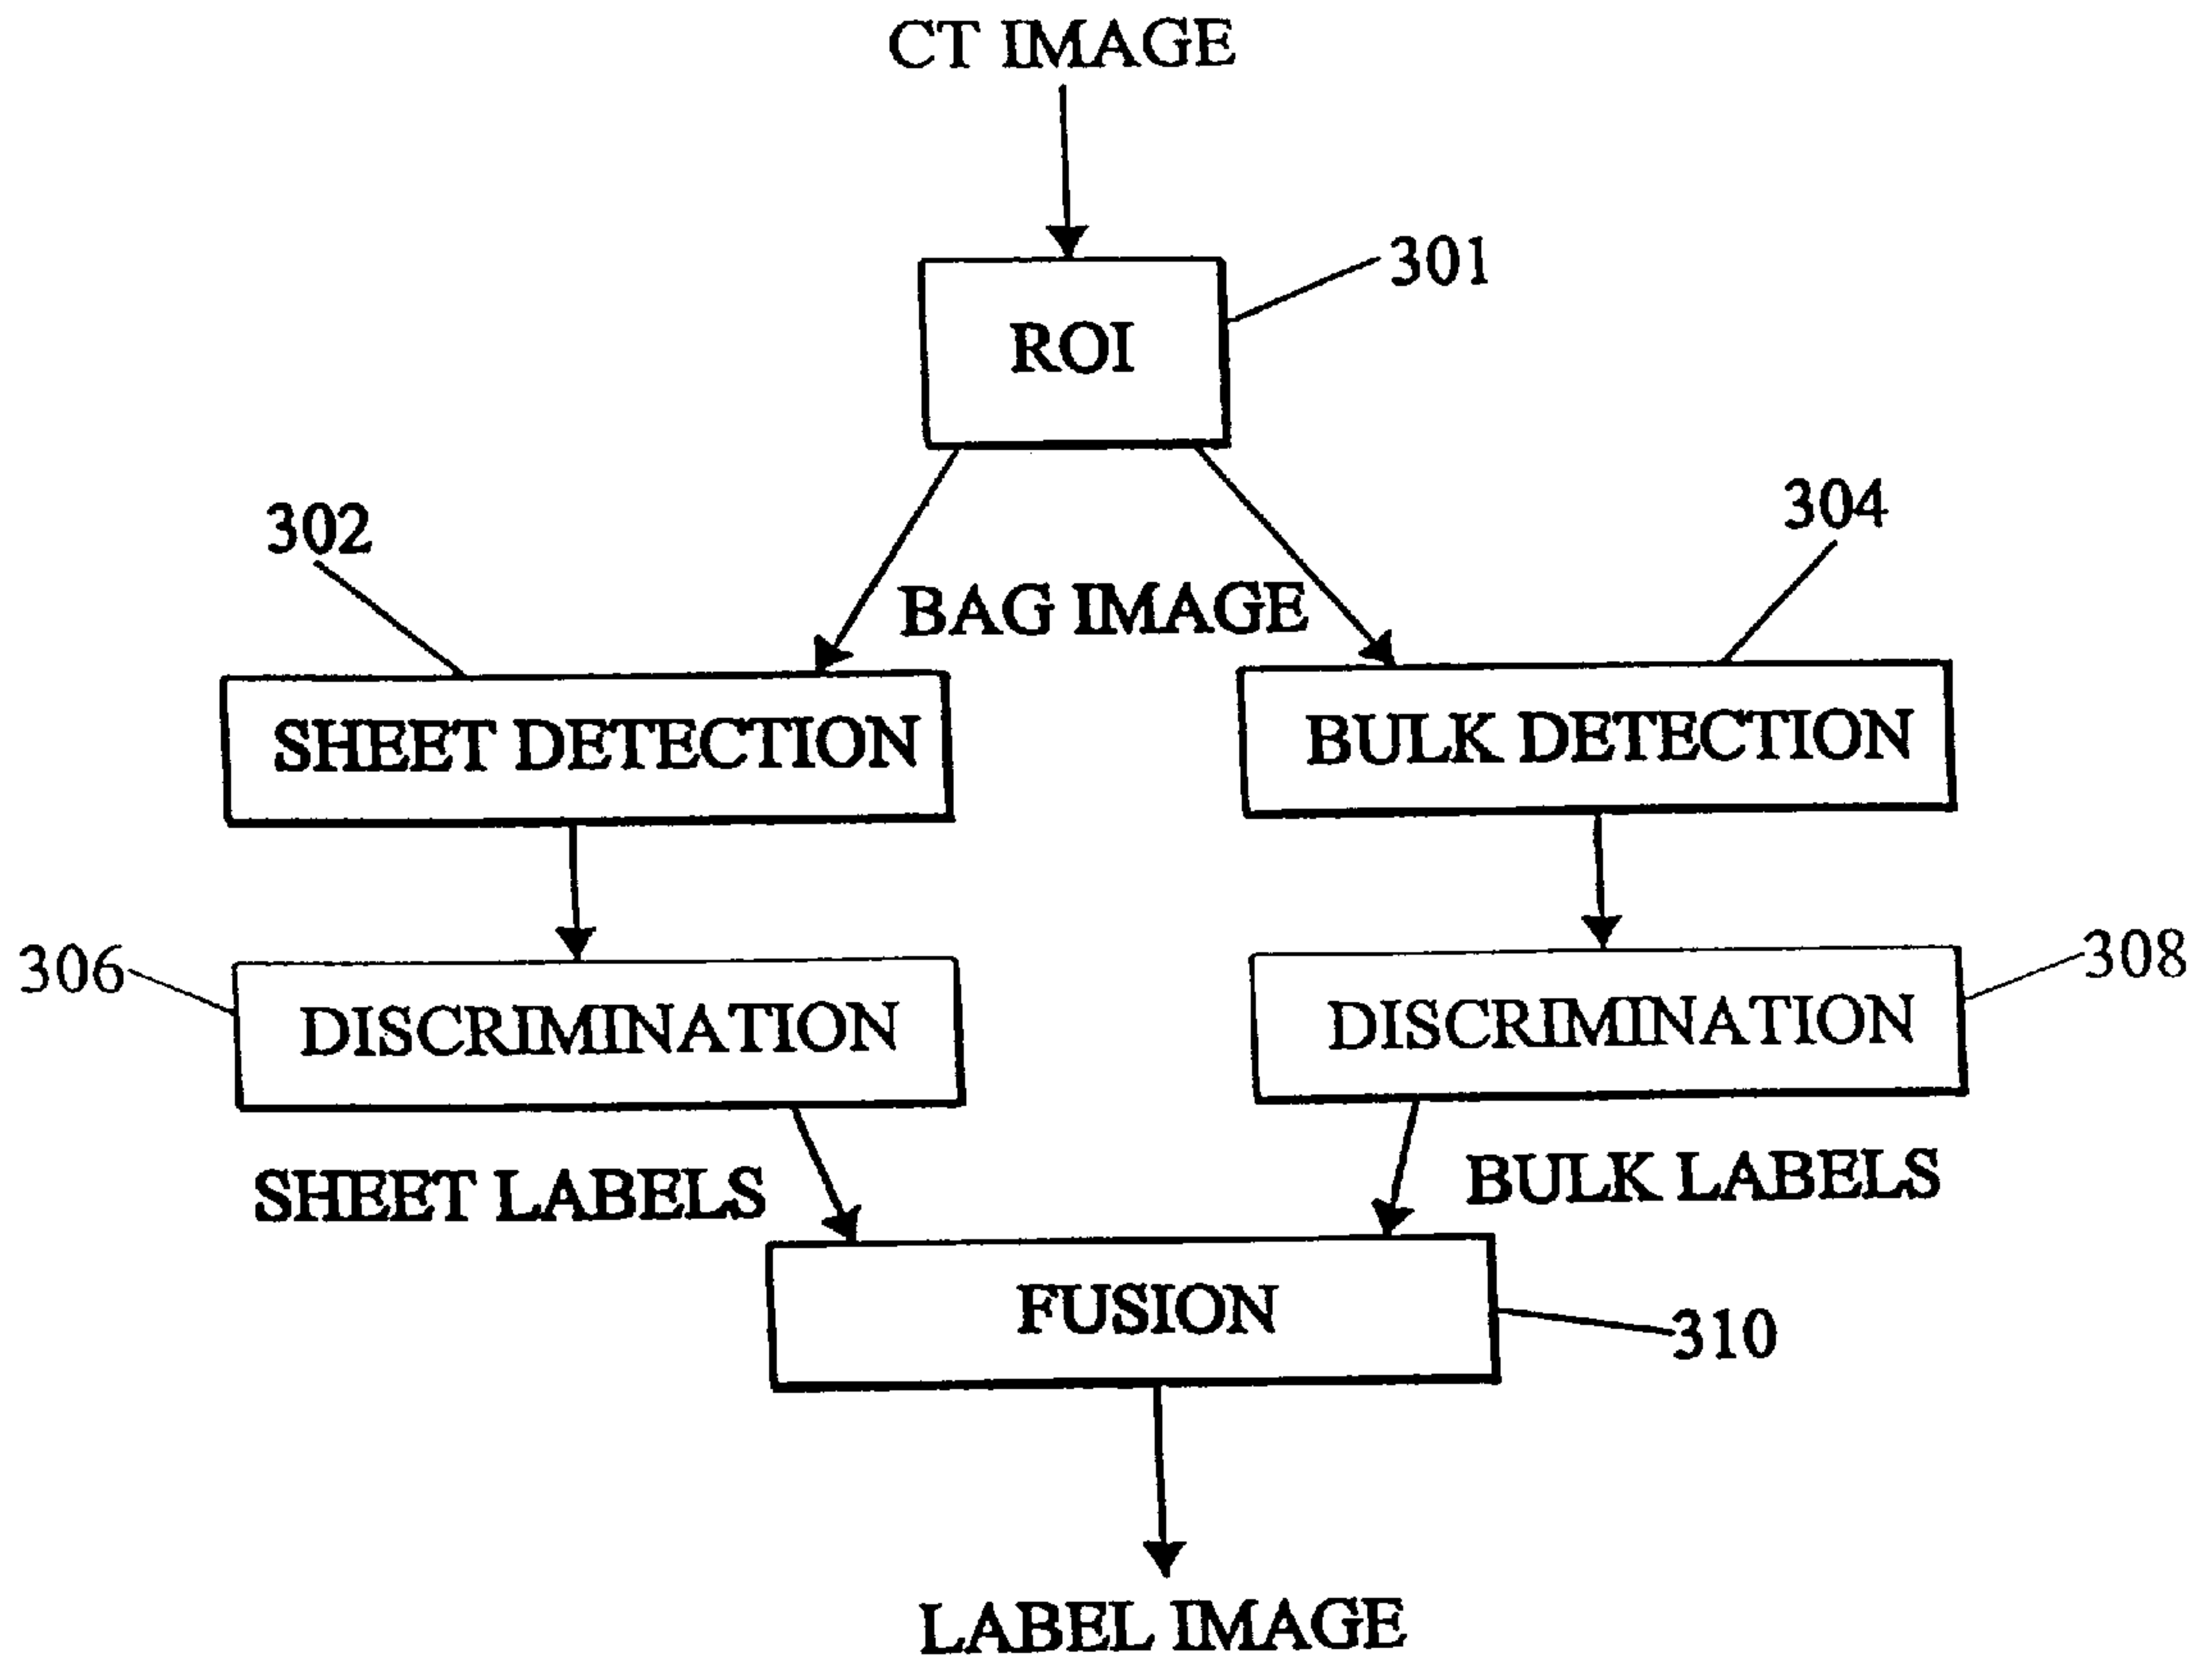 CT IMAGE
301
ROI
302
304
BAG IMAGE
SHEET DETECTION
BULK DETECTION
306
308
DISCRIMINATION
DISCRIMINATION
SHEET LABELS
BULK LABELS
FUSION
310
LABEL IMAGE